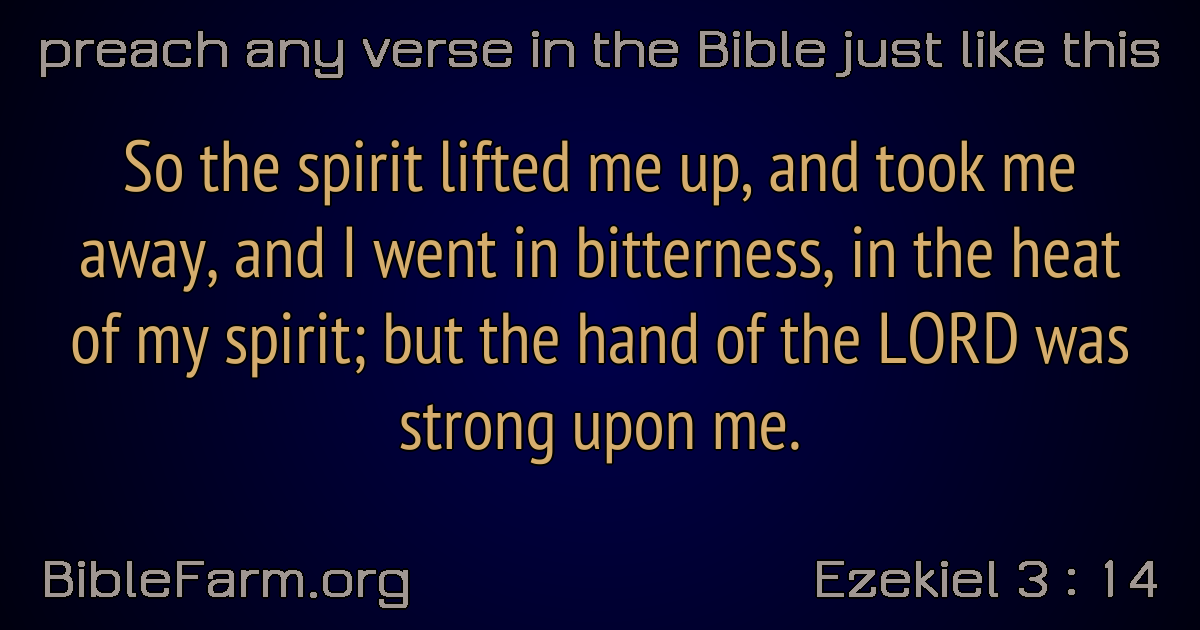 preach any verse in the Bible just like this
So the spirit lifted me up, and took me
away, and I went in bitterness, in the heat
of my spirit; but the hand of the LORD was
strong upon me.
BibleFarm.org
Ezekiel 3 : 14